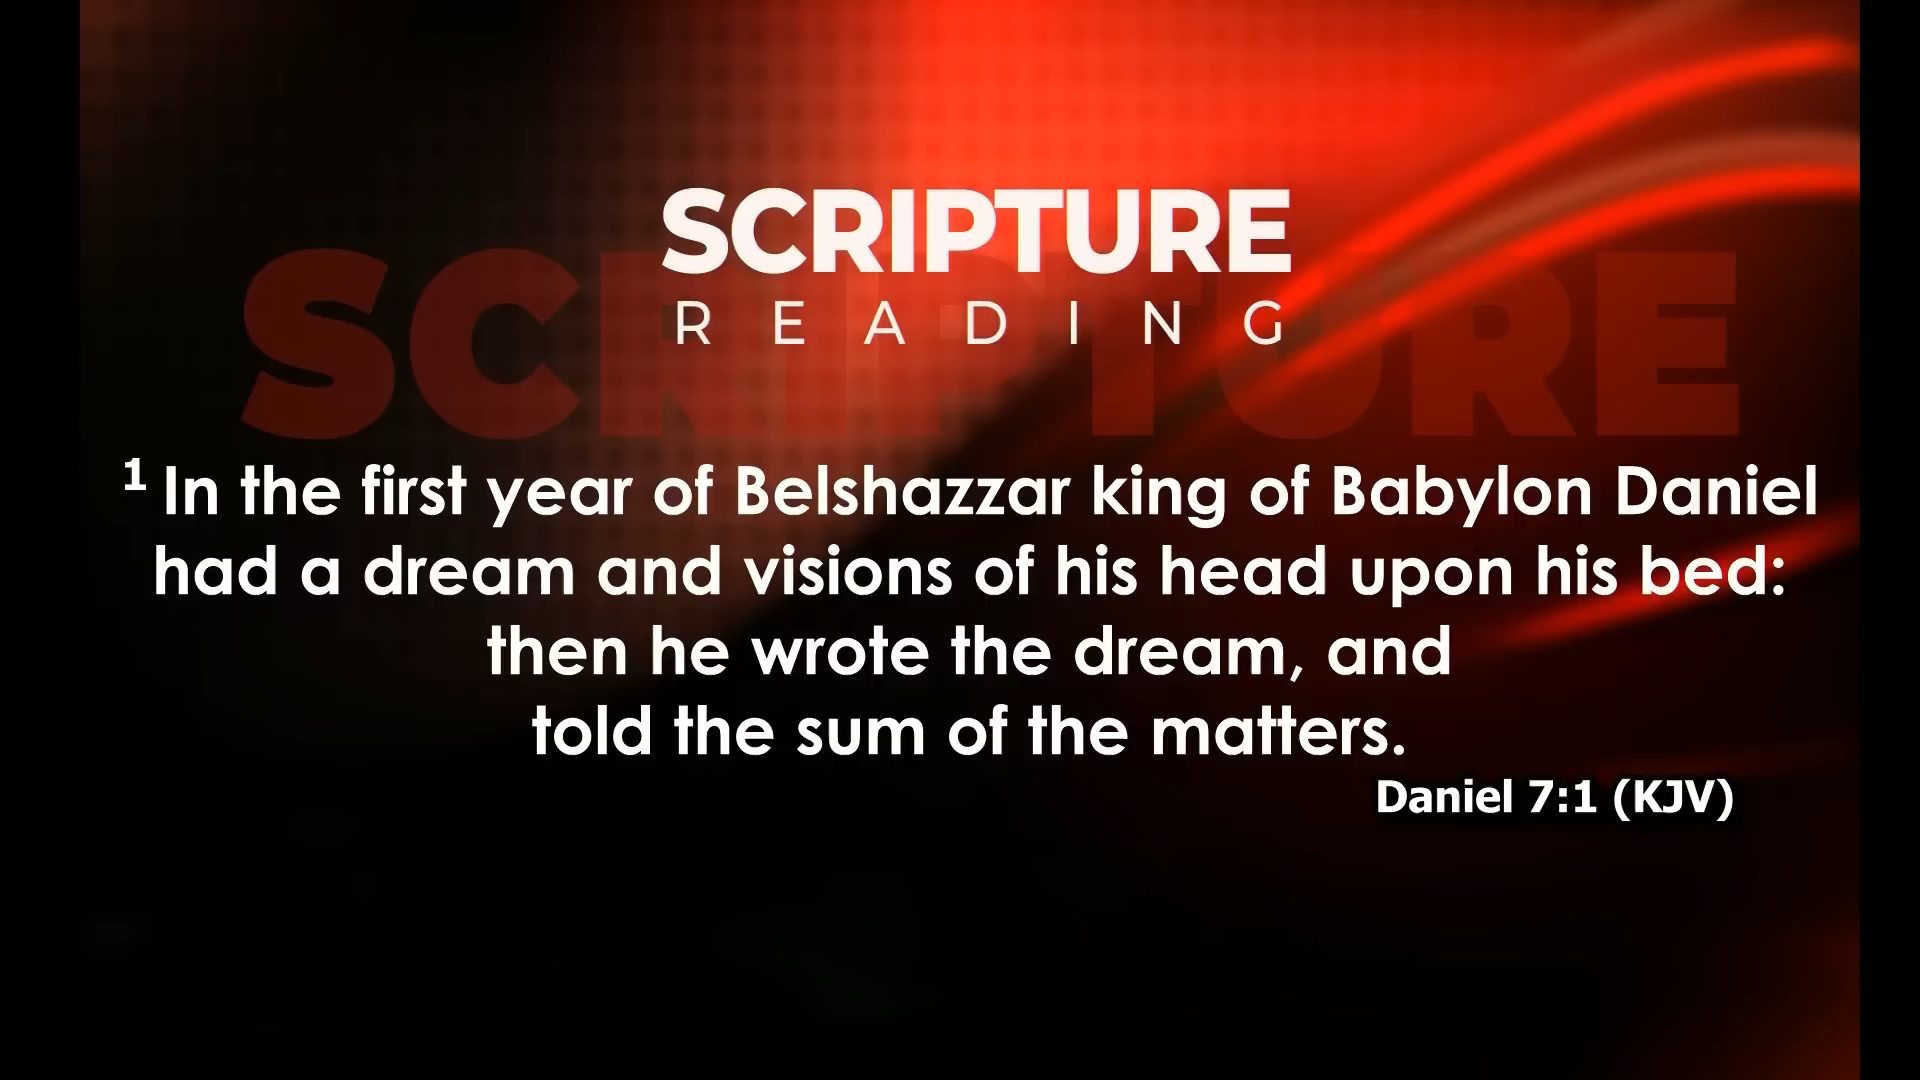 SCRIPTURE
READING
SCRIPTURE
1 In the first year of Belshazzar king of Babylon Daniel
had a dream and visions of his head upon his bed:
then he wrote the dream, and
told the sum of the matters.
Daniel 7:1 (KJV)